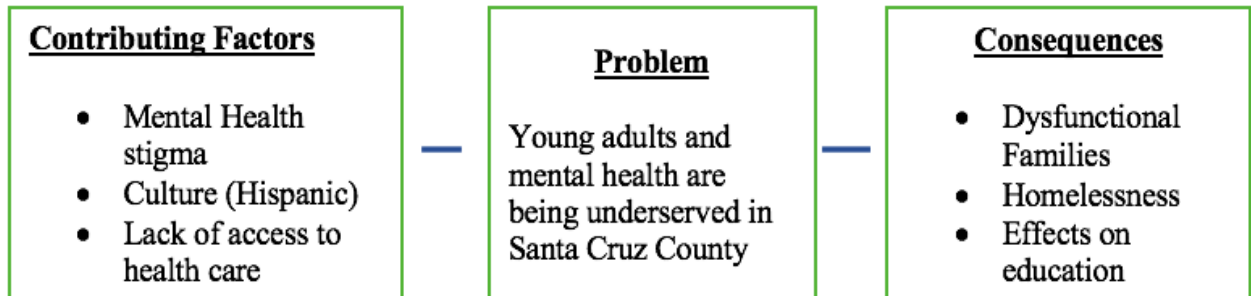 Contributing Factors
• Mental Health
stigma
• Culture (Hispanic)
• Lack of access to
health care
Problem
Young adults and
mental health are
being underserved in
Santa Cruz County
Consequences
• Dysfunctional
Families
• Homelessness
• Effects on
education